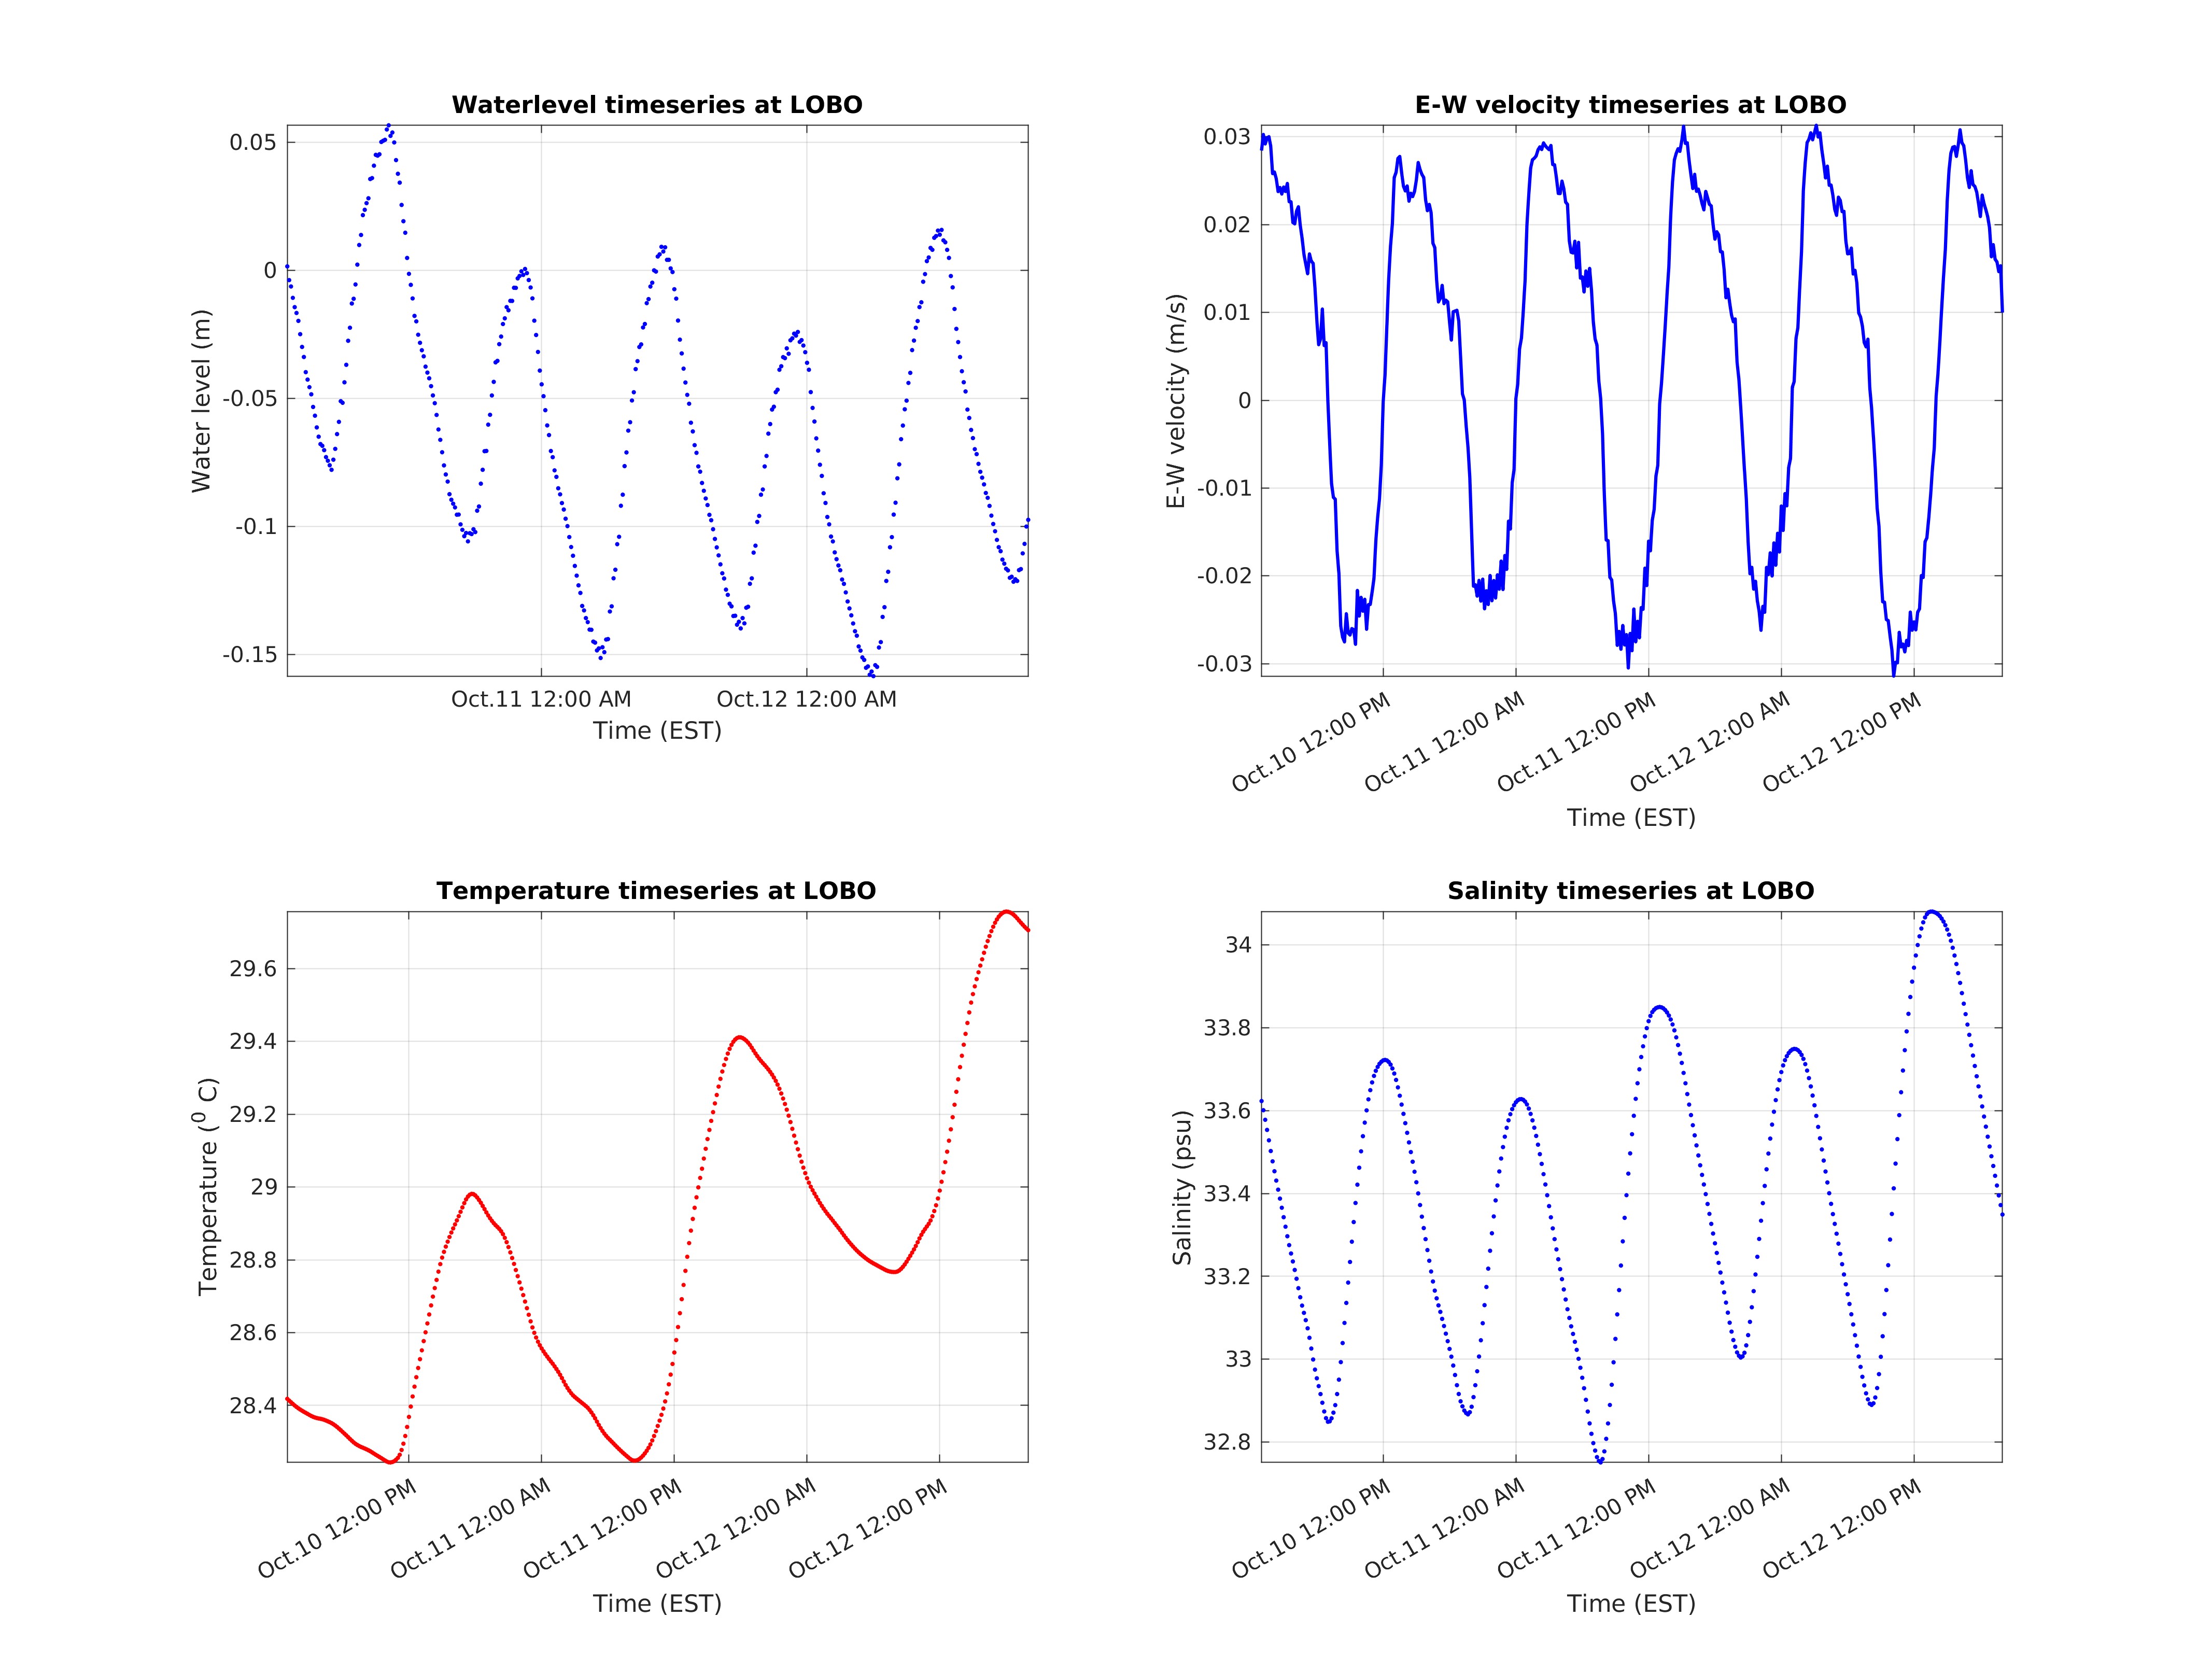 Waterlevel timeseries at LOBO
0.05
0
-0.05
-0.1
-0.15
Water level (m)
Oct.11 12:00 AM
Oct.12 12:00 AM
Time (EST)
E-W velocity timeseries at LOBO
0.03
0.02
0.01
0
-0.01
-0.02
-0.03
E-W velocity (m/s)
Oct.10 12:00 PM
Oct.11 12:00 AM
Oct.11 12:00 PM
Oct.12 12:00 AM
Oct.12 12:00 PM
Time (EST)
Temperature timeseries at LOBO
29.6
29.4
29.2
29
28.8
28.6
28.4
Temperature (⁰ C)
Oct.10 12:00 PM
Oct.11 12:00 AM
Oct.11 12:00 PM
Oct.12 12:00 AM
Oct.12 12:00 PM
Time (EST)
Salinity timeseries at LOBO
34
33.8
33.6
33.4
33.2
33
32.8
Salinity (psu)
Oct.10 12:00 PM
Oct.11 12:00 AM
Oct.11 12:00 PM
Oct.12 12:00 AM
Oct.12 12:00 PM
Time (EST)